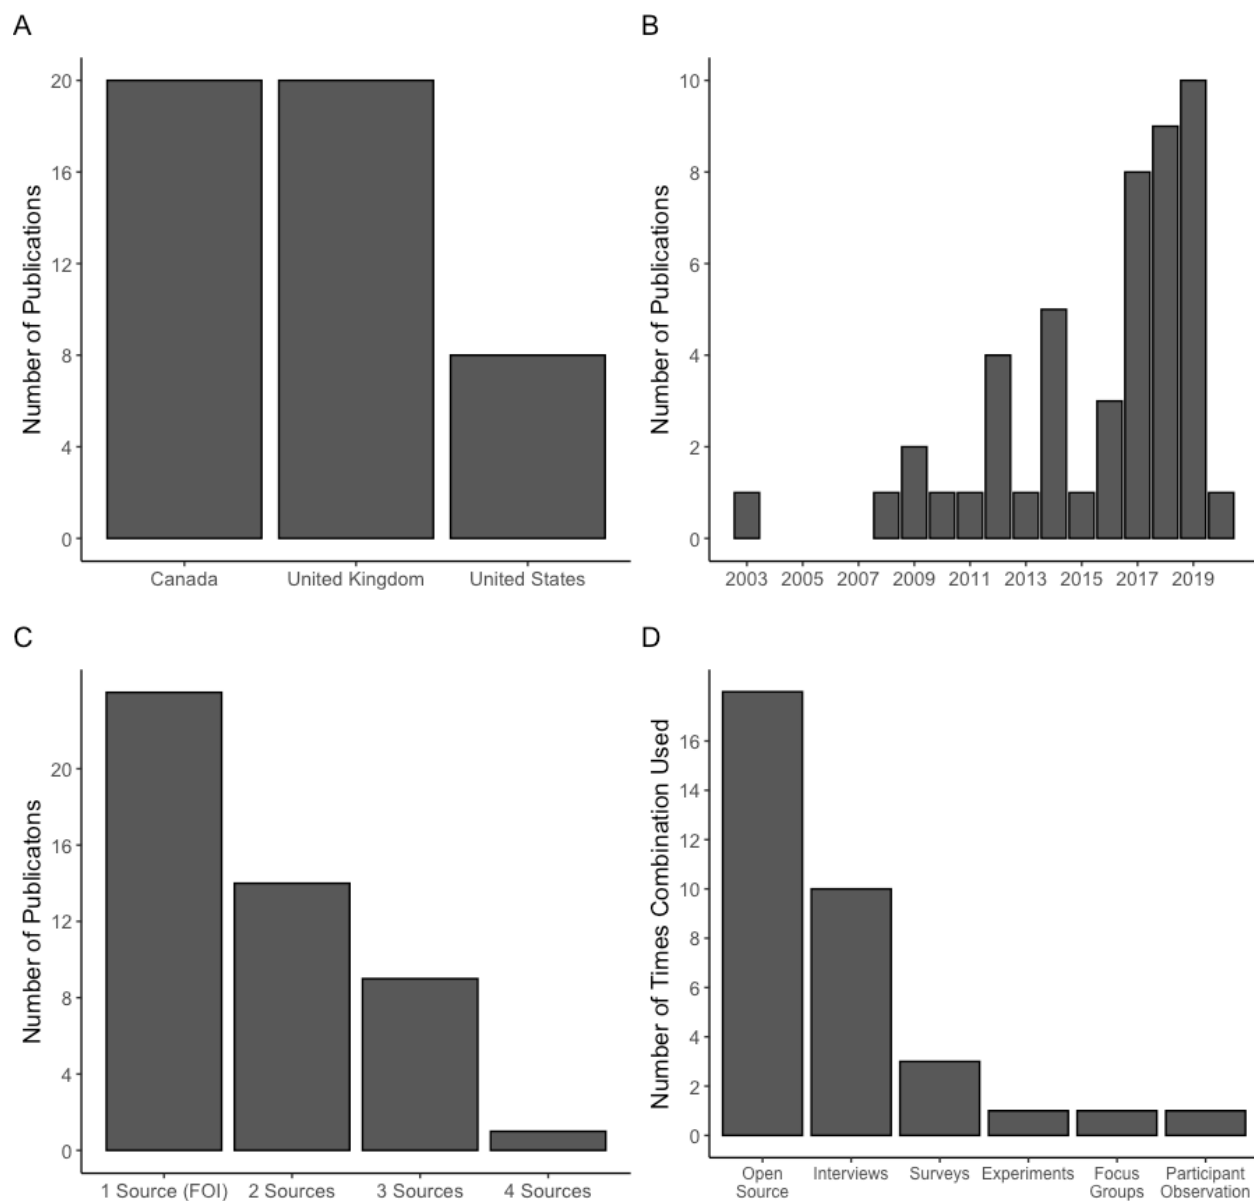 A
Number of Publications
20
16
12
8
4
0
Canada
United Kingdom
United States
B
Number of Publications
10
8
6
4
2
0
2003
2005
2007
2009
2011
2013
2015
2017
2019
C
Number of Publicatons
20
16
12
8
4
0
1 Source (FOI)
2 Sources
3 Sources
4 Sources
D
Number of Times Combination Used
16
14
12
10
8
6
4
2
0
Open
Source
Interviews
Surveys
Experiments
Focus
Groups
Participant
Observation